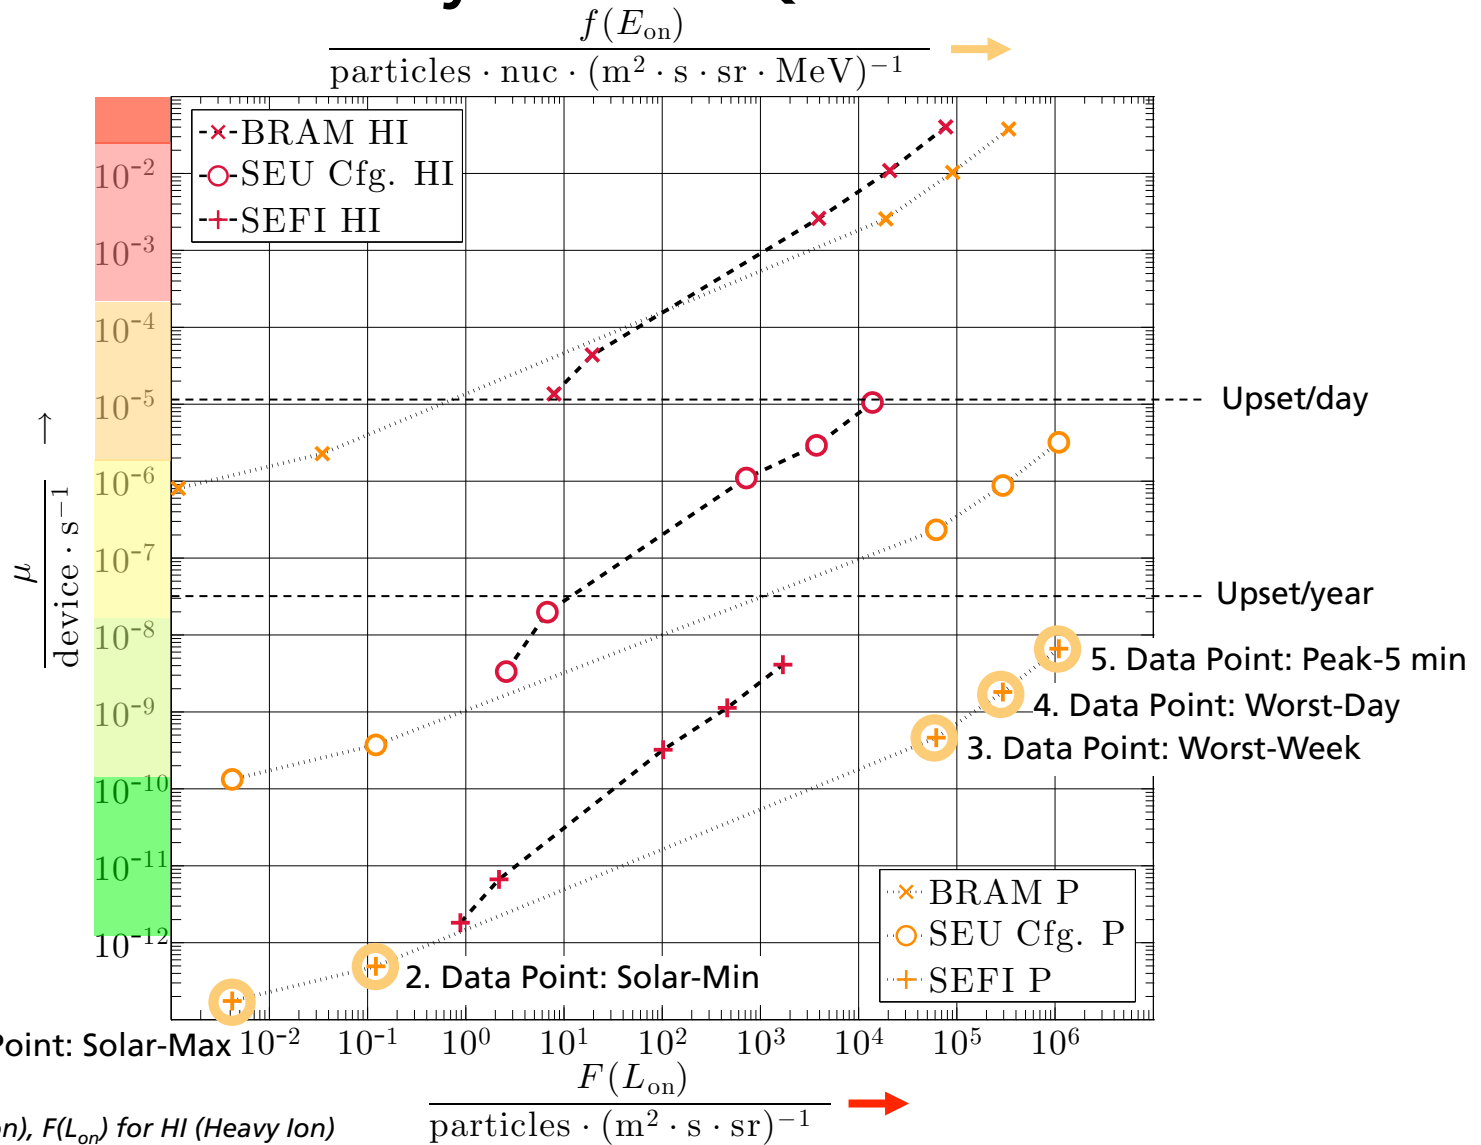 f(E_on)
particles · nuc · (m² · s · sr · MeV)⁻¹
BRAM HI
SEU Cfg. HI
SEFI HI
10⁻²
10⁻³
10⁻⁴
10⁻⁵
10⁻⁶
10⁻⁷
10⁻⁸
10⁻⁹
10⁻¹⁰
10⁻¹¹
10⁻¹²
μ
device · s⁻¹
→
Upset/day
Upset/year
5. Data Point: Peak-5 min
4. Data Point: Worst-Day
3. Data Point: Worst-Week
BRAM P
SEU Cfg. P
SEFI P
2. Data Point: Solar-Min
Point: Solar-Max
10⁻² 10⁻¹ 10⁰ 10¹ 10² 10³ 10⁴ 10⁵ 10⁶
F(L_on)
particles · (m² · s · sr)⁻¹
on), F(L_on) for HI (Heavy Ion)